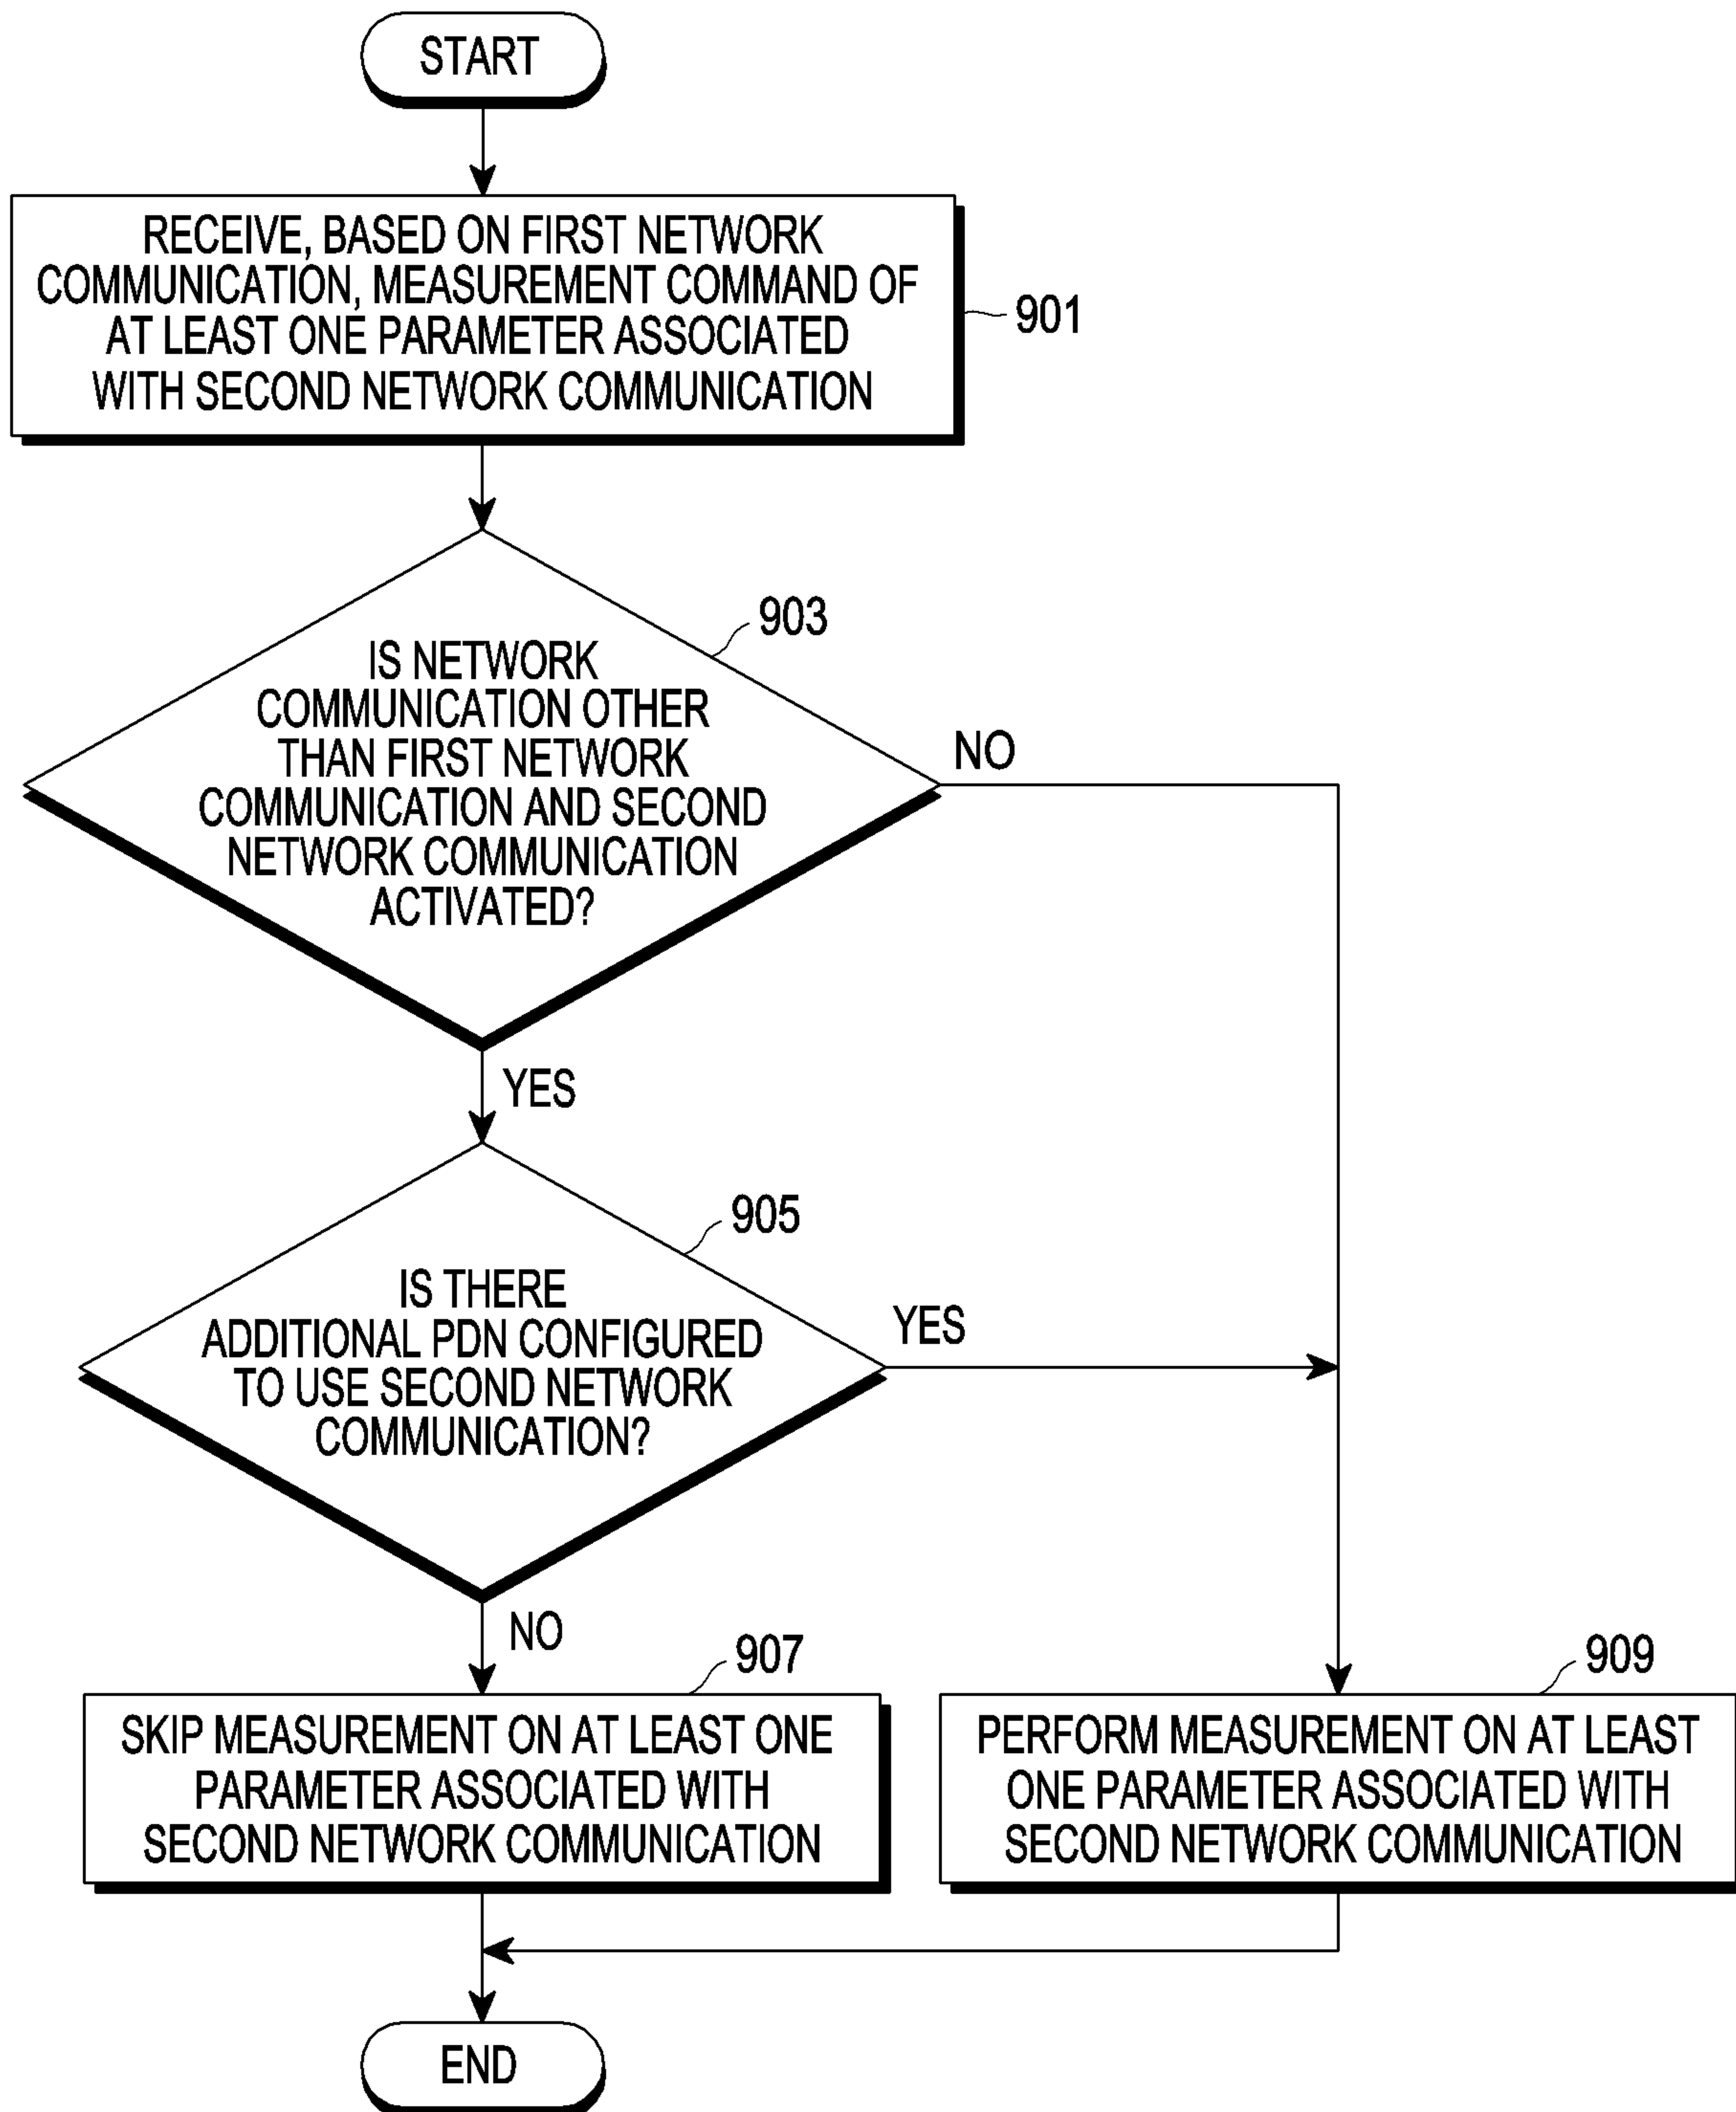 START
RECEIVE, BASED ON FIRST NETWORK
COMMUNICATION, MEASUREMENT COMMAND OF
AT LEAST ONE PARAMETER ASSOCIATED
WITH SECOND NETWORK COMMUNICATION
901
903
IS NETWORK
COMMUNICATION OTHER
THAN FIRST NETWORK
COMMUNICATION AND SECOND
NETWORK COMMUNICATION
ACTIVATED?
NO
YES
905
IS THERE
ADDITIONAL PDN CONFIGURED
TO USE SECOND NETWORK
COMMUNICATION?
YES
NO
907
SKIP MEASUREMENT ON AT LEAST ONE
PARAMETER ASSOCIATED WITH
SECOND NETWORK COMMUNICATION
909
PERFORM MEASUREMENT ON AT LEAST
ONE PARAMETER ASSOCIATED WITH
SECOND NETWORK COMMUNICATION
END